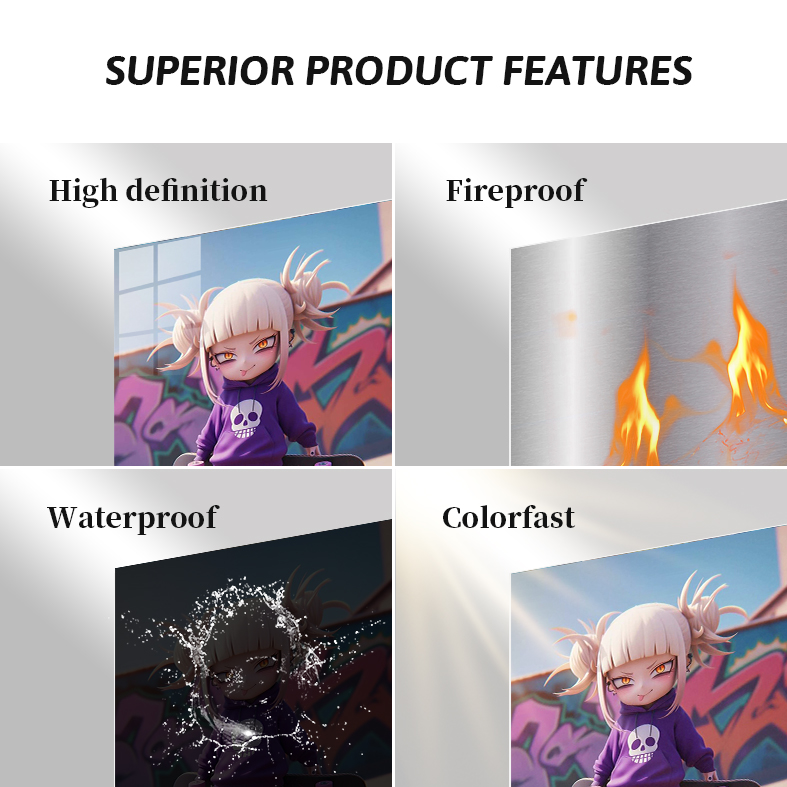 SUPERIOR PRODUCT FEATURES
High definition
Fireproof
Waterproof
Colorfast